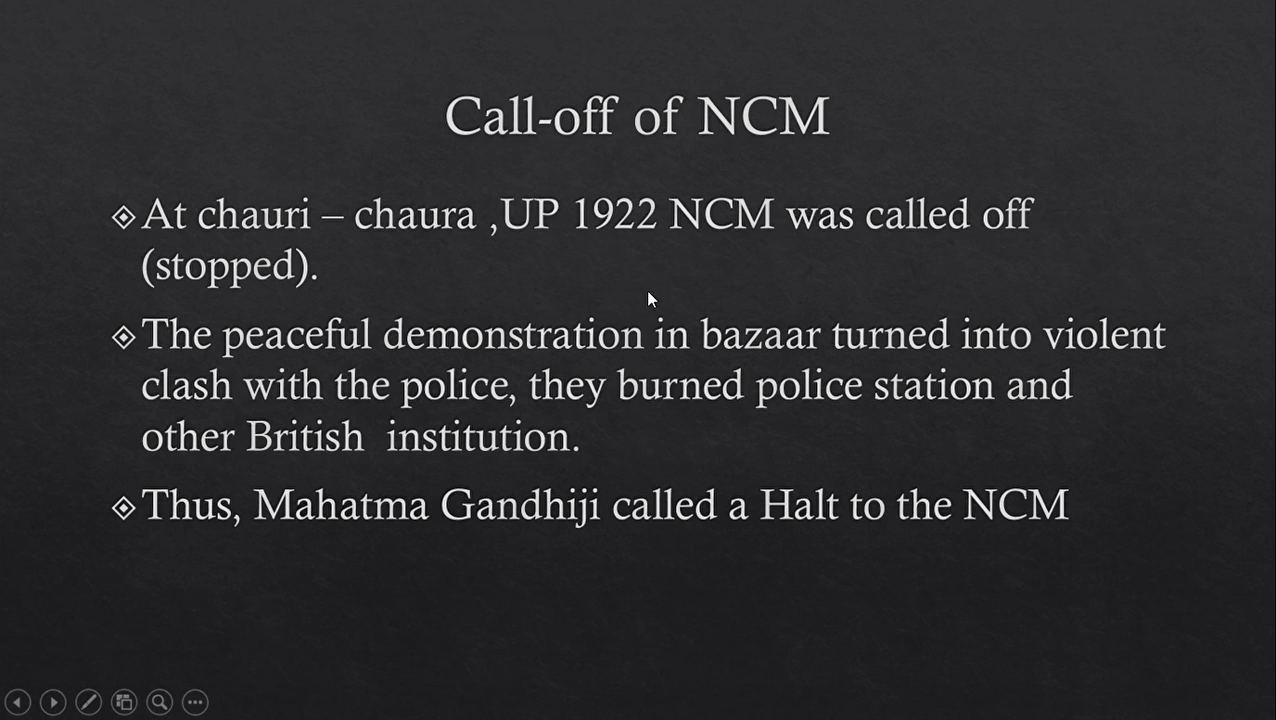 Call-off of NCM
At chauri – chaura ,UP 1922 NCM was called off
(stopped).
The peaceful demonstration in bazaar turned into violent
clash with the police, they burned police station and
other British  institution.
Thus, Mahatma Gandhiji called a Halt to the NCM